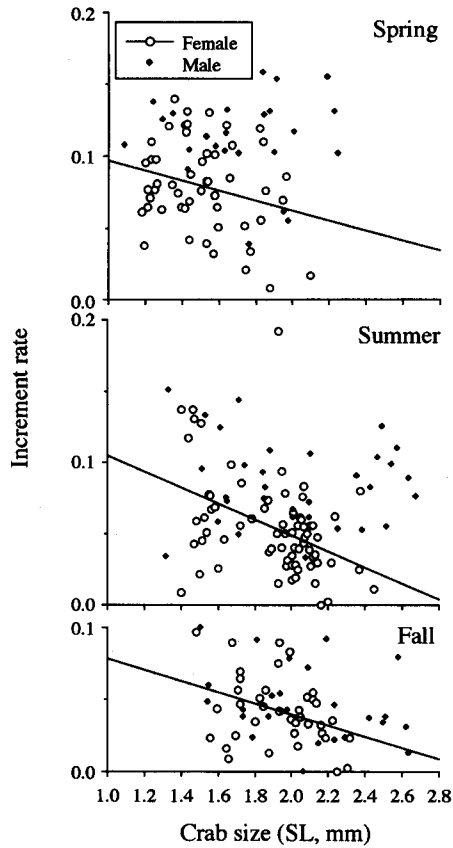 0.2
Female
Male
Spring
0.1
0.0
0.2
Summer
Increment rate
0.1
0.0
0.1
Fall
0.0
1.0 1.2 1.4 1.6 1.8 2.0 2.2 2.4 2.6 2.8
Crab size (SL, mm)